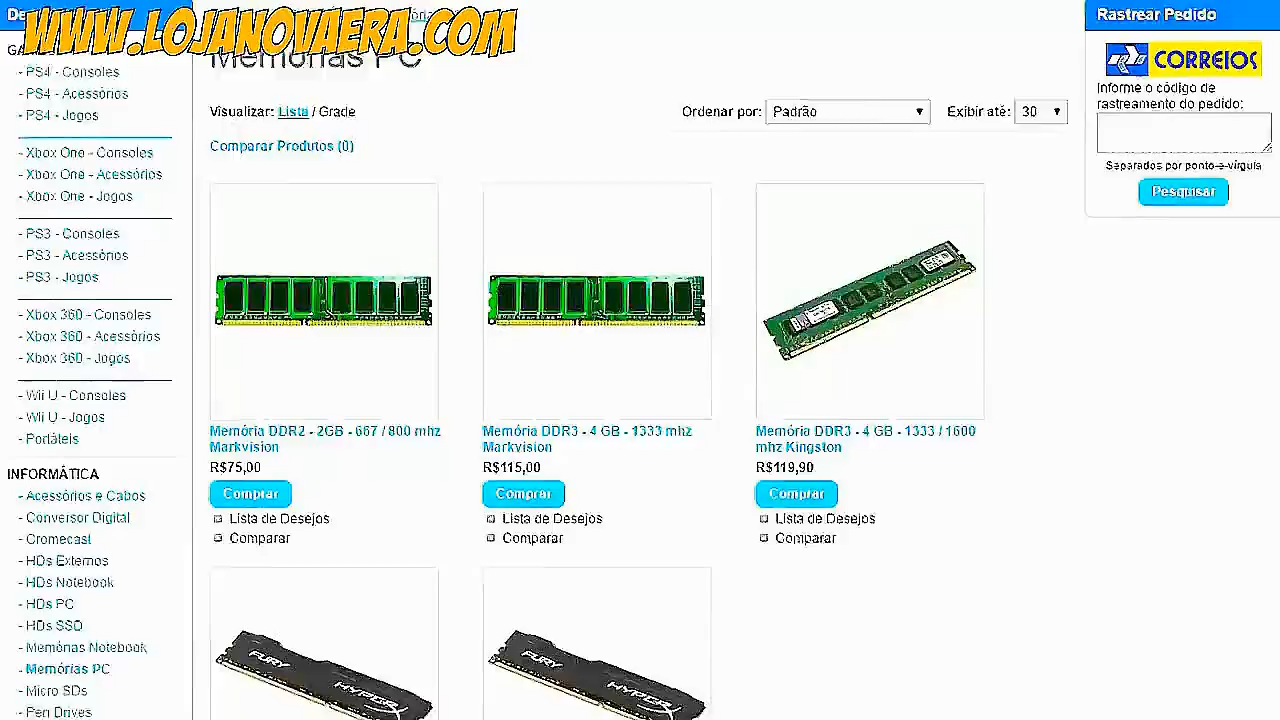 WWW.LOJANOVAERA.COM
Memórias PC
Visualizar: Lista / Grade
Ordenar por: Padrão
Exibir até: 30
Comparar Produtos (0)
- PS4 - Consoles
- PS4 - Acessórios
- PS4 - Jogos
- Xbox One - Consoles
- Xbox One - Acessórios
- Xbox One - Jogos
- PS3 - Consoles
- PS3 - Acessórios
- PS3 - Jogos
- Xbox 360 - Consoles
- Xbox 360 - Acessórios
- Xbox 360 - Jogos
- Wii U - Consoles
- Wii U - Jogos
- Portáteis
INFORMÁTICA
- Acessórios e Cabos
- Conversor Digital
- Cromecast
- HDs Externos
- HDs Notebook
- HDs PC
- HDs SSD
- Memórias Notebook
- Memórias PC
- Micro SDs
- Pen Drives
Memória DDR2 - 2GB - 667 / 800 mhz
Markvision
R$75,00
Comprar
Lista de Desejos
Comparar
Memória DDR3 - 4 GB - 1333 mhz
Markvision
R$115,00
Comprar
Lista de Desejos
Comparar
Memória DDR3 - 4 GB - 1333 / 1600
mhz Kingston
R$119,90
Comprar
Lista de Desejos
Comparar
FURY
HYPERX
FURY
HYPERX
Rastrear Pedido
CORREIOS
Informe o código de
rastreamento do pedido:
Separados por ponto-e-vírgula
Pesquisar